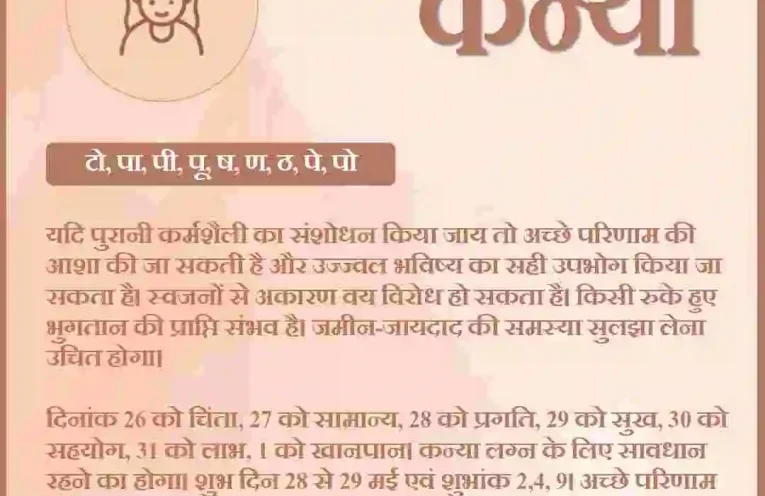 कन्या
टो, पा, पी, पू, ष, ण, ठ, पे, पो
यदि पुरानी कर्मशैली का संशोधन किया जाय तो अच्छे परिणाम की
आशा की जा सकती है और उज्ज्वल भविष्य का सही उपभोग किया जा
सकता है। स्वजनों से अकारण वय विरोध हो सकता है। किसी रुके हुए
भुगतान की प्राप्ति संभव है। जमीन-जायदाद की समस्या सुलझा लेना
उचित होगा।
दिनांक 26 को चिंता, 27 को सामान्य, 28 को प्रगति, 29 को सुख, 30 को
सहयोग, 31 को लाभ, 1 को खानपान। कन्या लग्न के लिए सावधान
रहने का होगा। शुभ दिन 28 से 29 मई एवं शुभांक 2,4, 9। अच्छे परिणाम